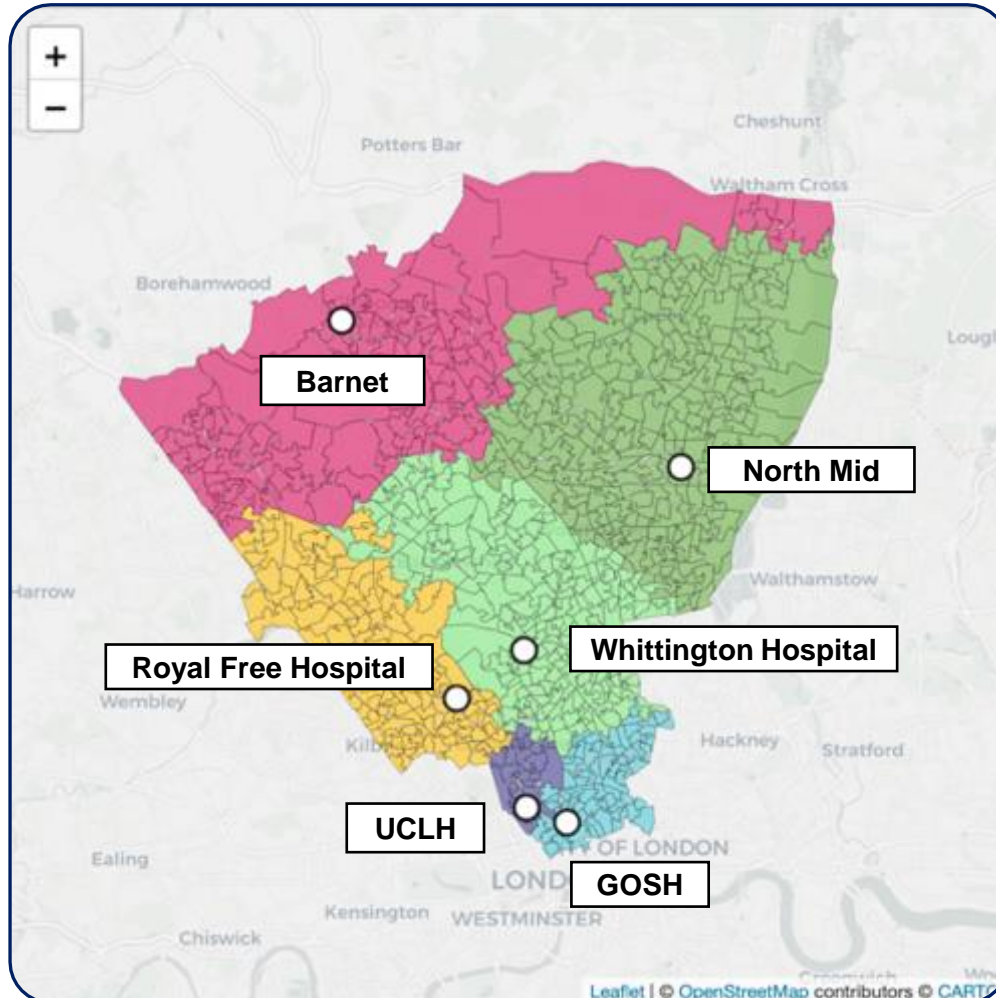 +
−
Cheshunt
Potters Bar
Waltham Cross
Borehamwood
Barnet
North Mid
Walthamstow
Harrow
Whittington Hospital
Royal Free Hospital
Wembley
Hackney
Stratford
UCLH
OF LONDON
Ealing
GOSH
Kensington
WESTMINSTER
Chiswick
Leaflet | © OpenStreetMap contributors ©